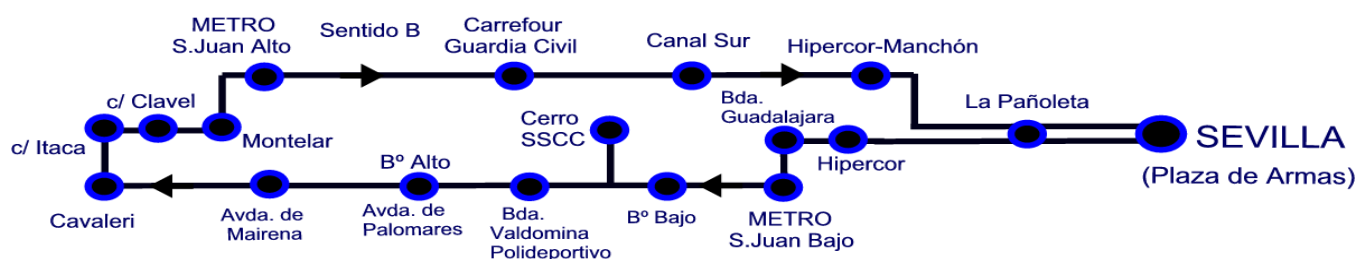 METRO
S.Juan Alto
Sentido B
Carrefour
Guardia Civil
Canal Sur
Hipercor-Manchón
c/ Clavel
Bda.
Guadalajara
La Pañoleta
Cerro
SSCC
c/ Itaca
Montelar
Hipercor
SEVILLA
(Plaza de Armas)
Bº Alto
Cavaleri
Avda. de
Mairena
Avda. de
Palomares
Bda.
Valdomina
Polideportivo
Bº Bajo
METRO
S.Juan Bajo